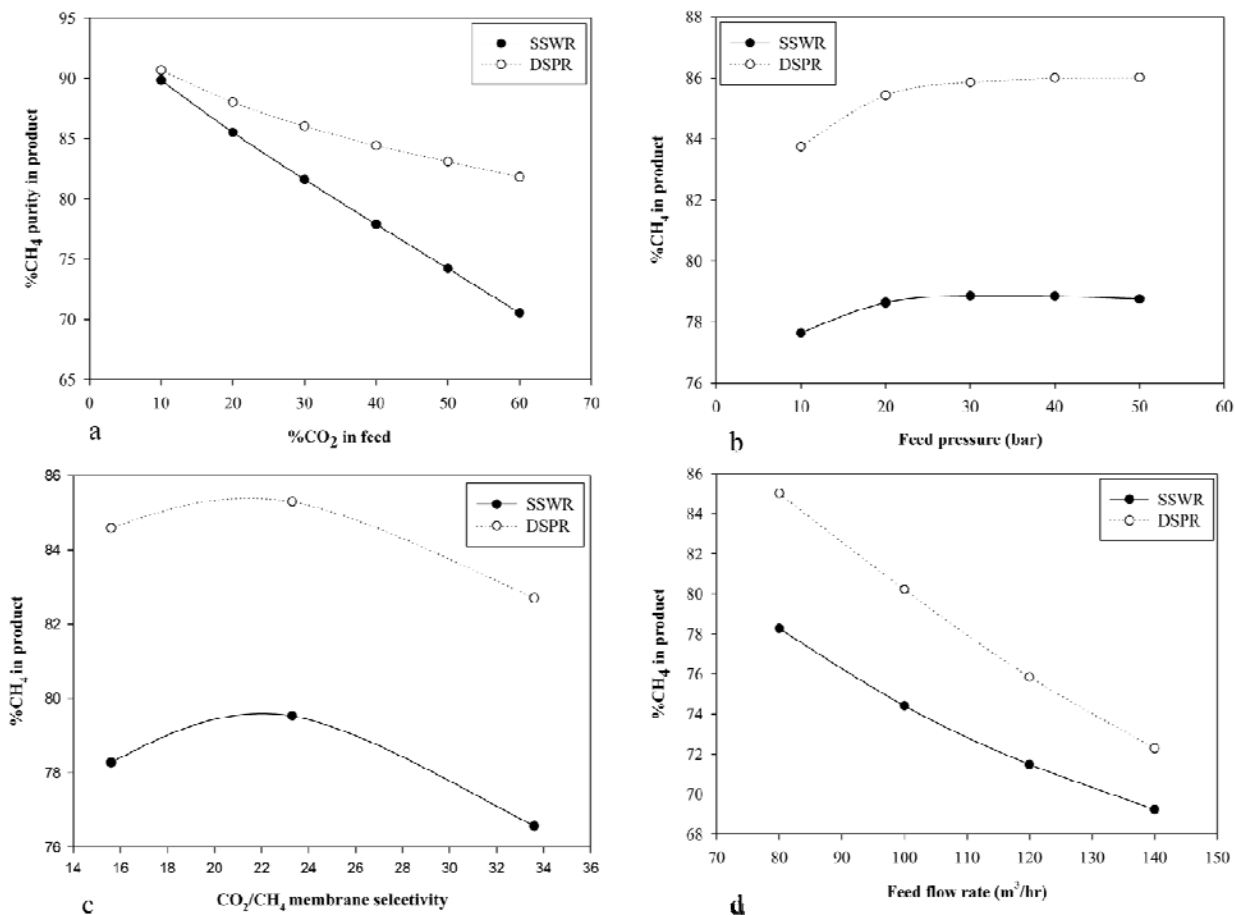 95
90
85
80
75
70
65
%CH4 purity in product
SSWR
DSPR
0 10 20 30 40 50 60 70
%CO2 in feed
a
88
86
84
82
80
78
76
%CH4 in product
SSWR
DSPR
0 10 20 30 40 50 60
Feed pressure (bar)
b
86
84
82
80
78
76
%CH4 in product
SSWR
DSPR
14 16 18 20 22 24 26 28 30 32 34 36
CO2/CH4 membrane selcetivity
c
86
84
82
80
78
76
74
72
70
68
%CH4 in product
SSWR
DSPR
70 80 90 100 110 120 130 140 150
Feed flow rate (m3/hr)
d